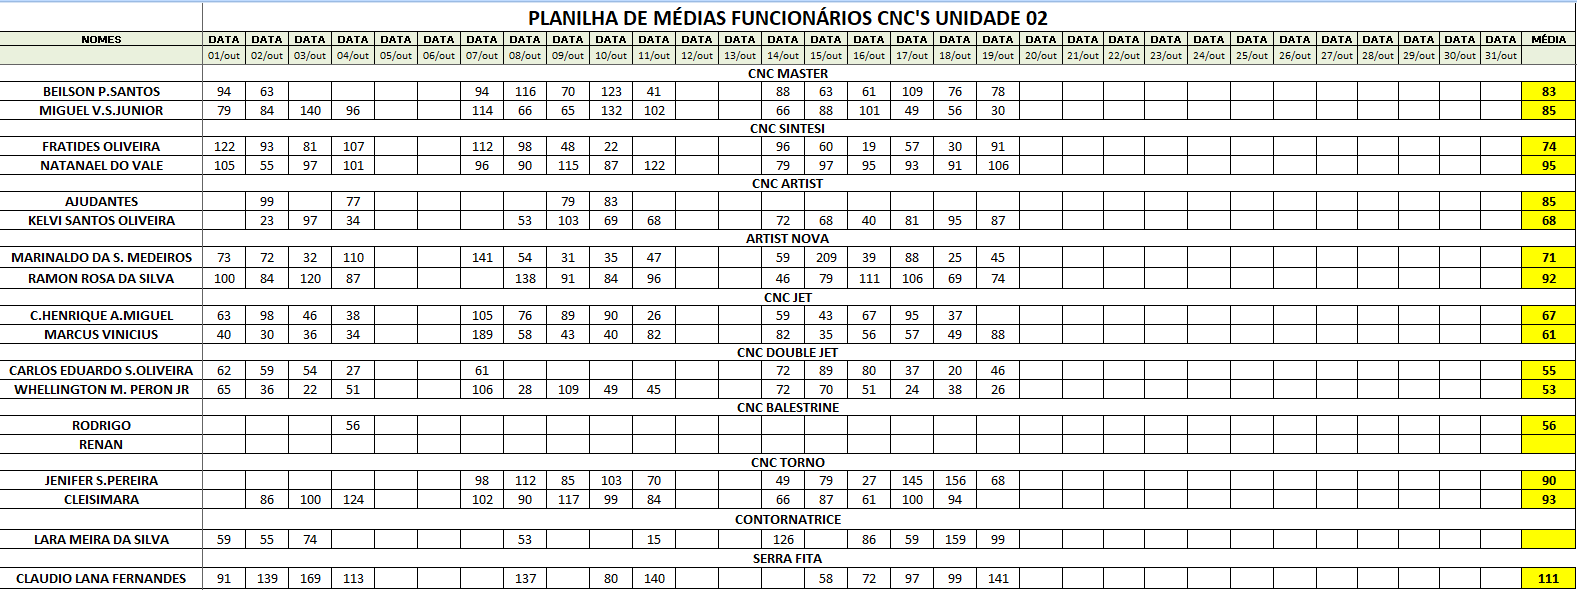 PLANILHA DE MÉDIAS FUNCIONÁRIOS CNC'S UNIDADE 02
NOMES DATA DATA DATA DATA DATA DATA DATA DATA DATA DATA DATA DATA DATA DATA DATA DATA DATA DATA DATA DATA DATA DATA DATA DATA DATA DATA DATA DATA DATA DATA DATA MÉDIA
01/out 02/out 03/out 04/out 05/out 06/out 07/out 08/out 09/out 10/out 11/out 12/out 13/out 14/out 15/out 16/out 17/out 18/out 19/out 20/out 21/out 22/out 23/out 24/out 25/out 26/out 27/out 28/out 29/out 30/out 31/out
CNC MASTER
BEILSON P.SANTOS 94 63 94 116 70 123 41 88 63 61 109 76 78 83
MIGUEL V.S.JUNIOR 79 84 140 96 114 66 65 132 102 66 88 101 49 56 30 85
CNC SINTESI
FRATIDES OLIVEIRA 122 93 81 107 112 98 48 22 96 60 19 57 30 91 74
NATANAEL DO VALE 105 55 97 101 96 90 115 87 122 79 97 95 93 91 106 95
CNC ARTIST
AJUDANTES 99 77 79 83 85
KELVI SANTOS OLIVEIRA 23 97 34 53 103 69 68 72 68 40 81 95 87 68
ARTIST NOVA
MARINALDO DA S. MEDEIROS 73 72 32 110 141 54 31 35 47 59 209 39 88 25 45 71
RAMON ROSA DA SILVA 100 84 120 87 138 91 84 96 46 79 111 106 69 74 92
CNC JET
C.HENRIQUE A.MIGUEL 63 98 46 38 105 76 89 90 26 59 43 67 95 37 67
MARCUS VINICIUS 40 30 36 34 189 58 43 40 82 82 35 56 57 49 88 61
CNC DOUBLE JET
CARLOS EDUARDO S.OLIVEIRA 62 59 54 27 61 72 89 80 37 20 46 55
WHELLINGTON M. PERON JR 65 36 22 51 106 28 109 49 45 72 70 51 24 38 26 53
CNC BALESTRINE
RODRIGO 56 56
RENAN
CNC TORNO
JENIFER S.PEREIRA 98 112 85 103 70 49 79 27 145 156 68 90
CLEISIMARA 86 100 124 102 90 117 99 84 66 87 61 100 94 93
CONTORNATRICE
LARA MEIRA DA SILVA 59 55 74 53 15 126 86 59 159 99
SERRA FITA
CLAUDIO LANA FERNANDES 91 139 169 113 137 80 140 58 72 97 99 141 111